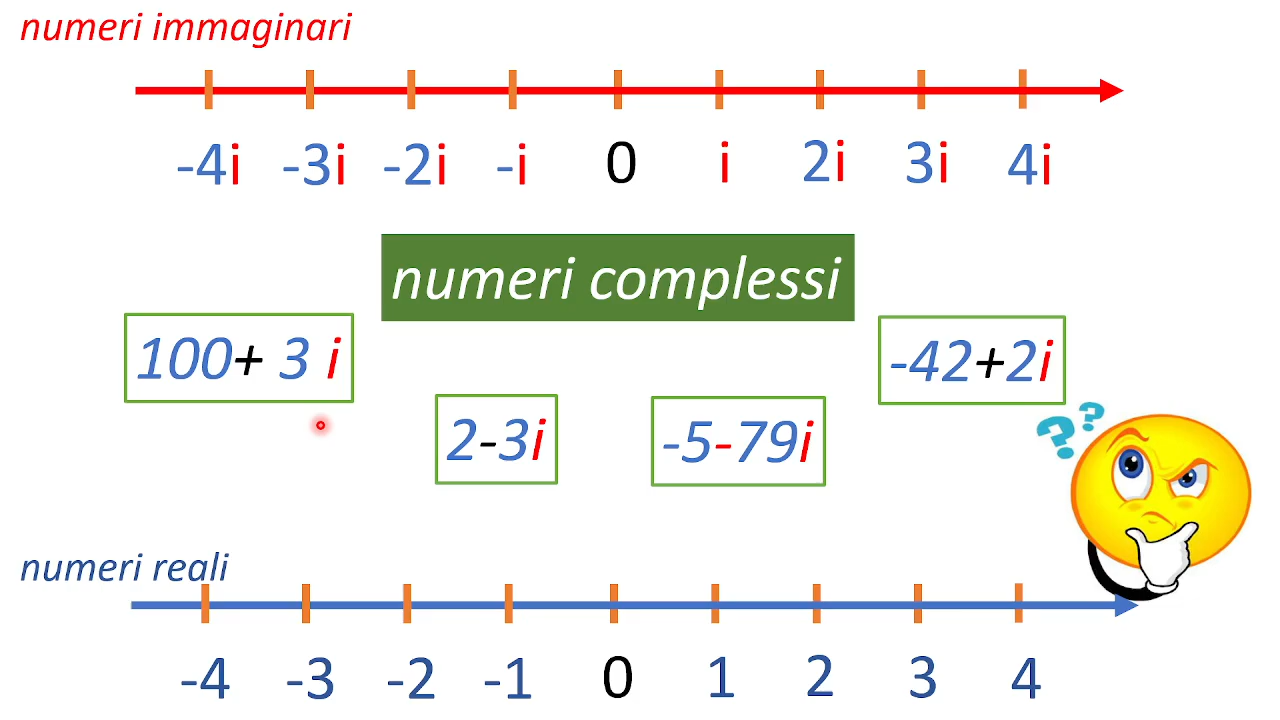 numeri immaginari
-4i -3i -2i -i 0 i 2i 3i 4i
numeri complessi
100+ 3 i
-42+2i
2-3i
-5-79i
??
numeri reali
-4 -3 -2 -1 0 1 2 3 4